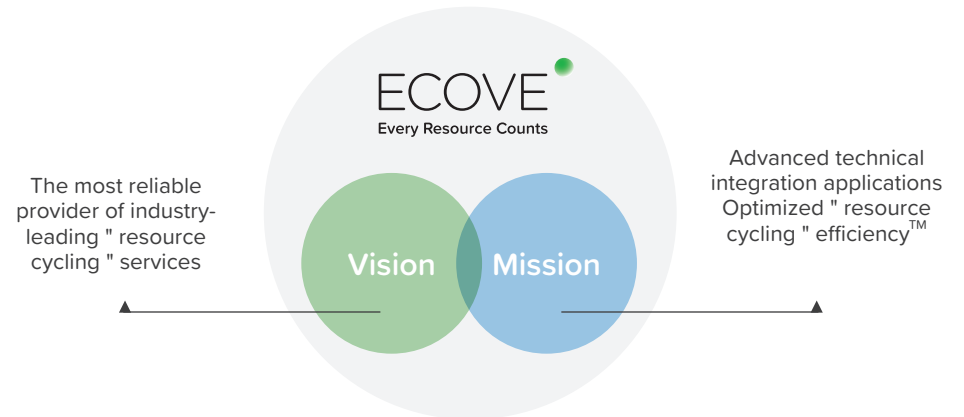 ECOVE
Every Resource Counts
The most reliable
provider of industry-
leading " resource
cycling " services
Vision
Mission
Advanced technical
integration applications
Optimized " resource
cycling " efficiency™